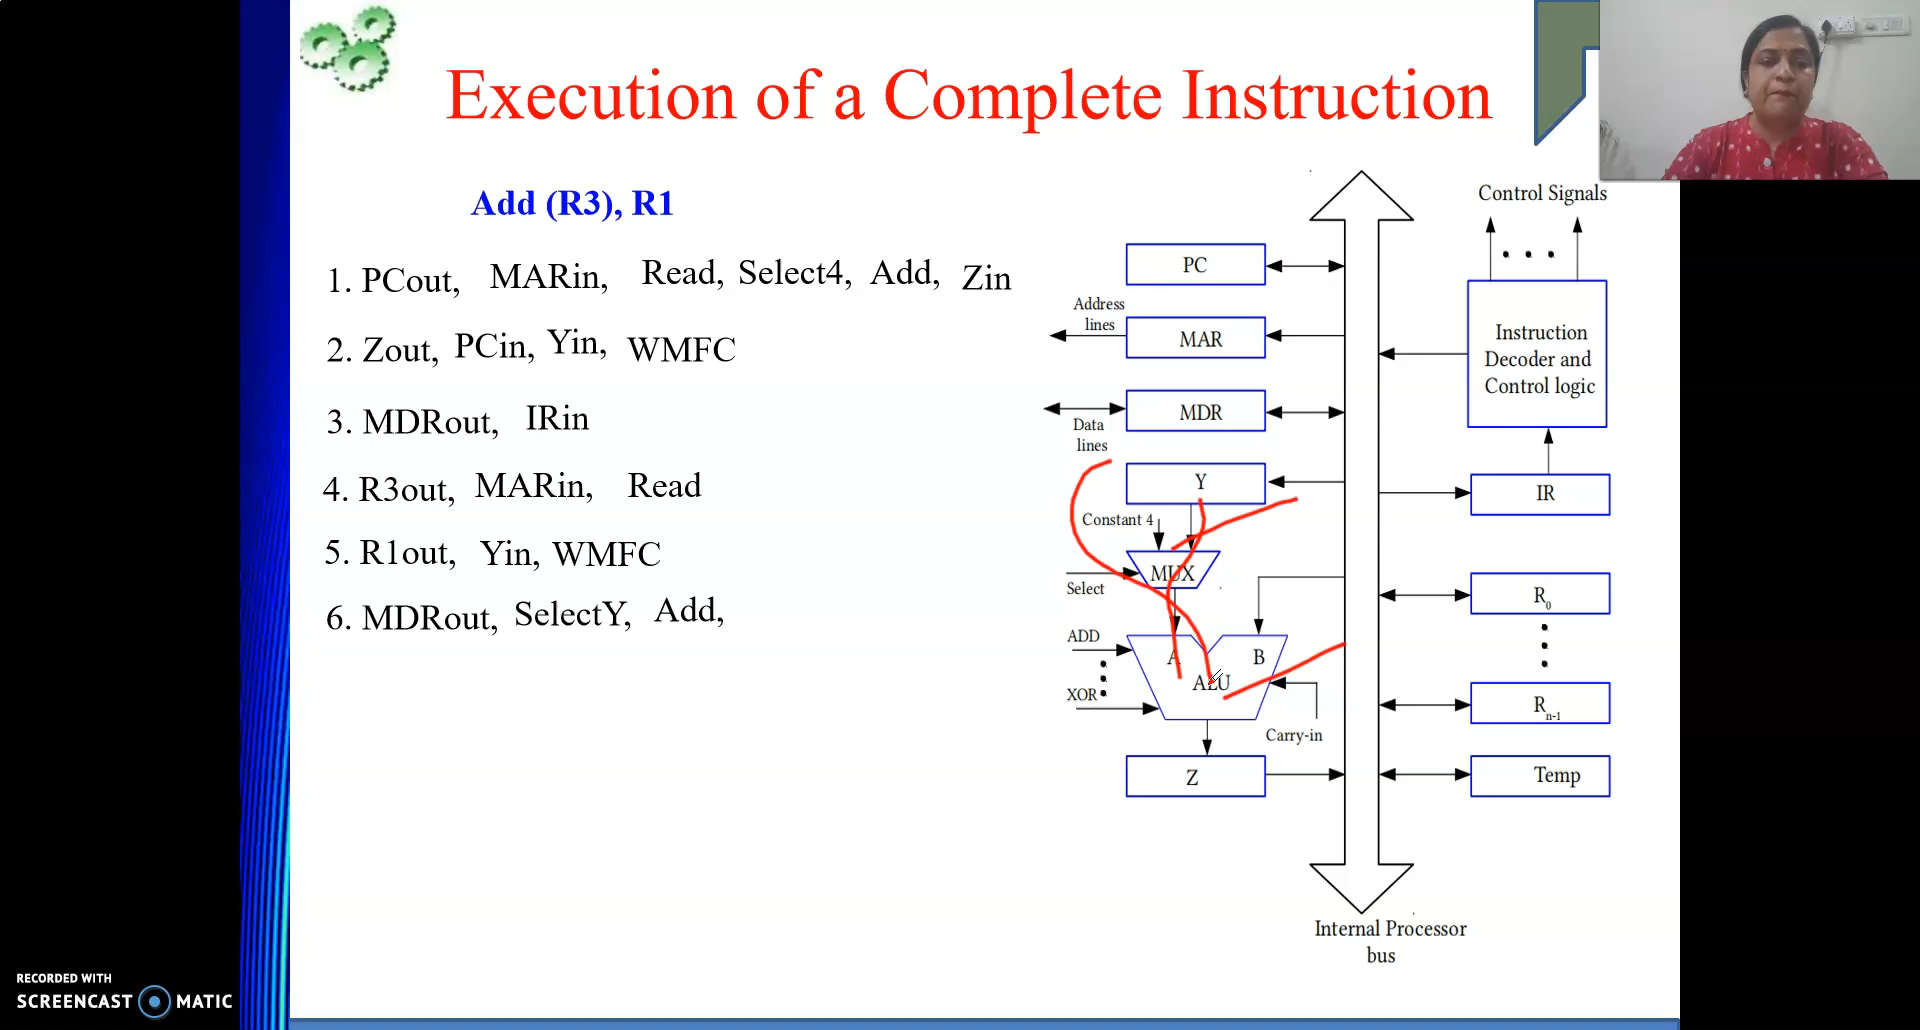 Execution of a Complete Instruction
Add (R3), R1
1. PCout, MARin, Read, Select4, Add, Zin
2. Zout, PCin, Yin, WMFC
3. MDRout, IRin
4. R3out, MARin, Read
5. R1out, Yin, WMFC
6. MDRout, SelectY, Add,
Control Signals
PC
Address
lines
MAR
Instruction
Decoder and
Control logic
MDR
Data
lines
Y
IR
Constant 4
MUX
Select
R0
ADD
A
B
ALU
XOR
Rn-1
Carry-in
Z
Temp
Internal Processor
bus
RECORDED WITH
SCREENCAST MATIC